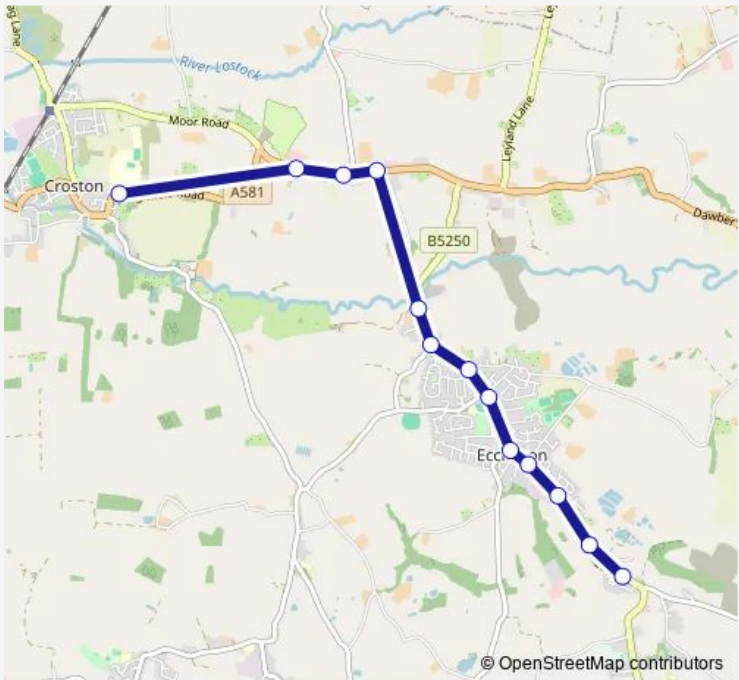 River Lostock
Moor Road
Leyland Lane
Croston
A581
Road
Dawber
B5250
© OpenStreetMap contributors